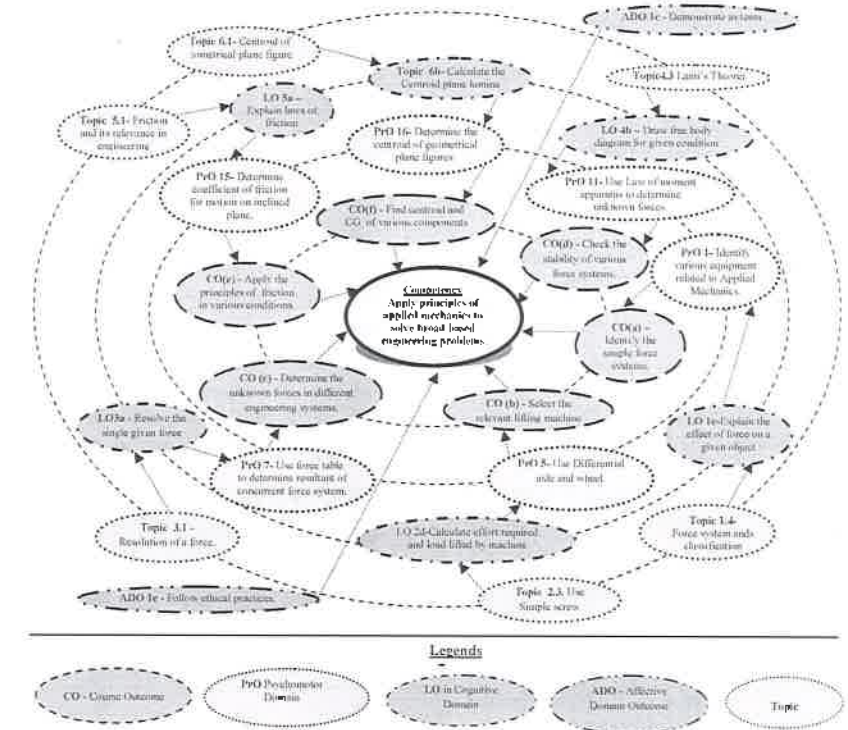 ADO 1c - Demonstrate
Topic 6.1- Centroid of
plane figure
Topic 6b- Calculate the
Centroid plane lamina
Topic4.3
LO 5a -
Explain laws of
friction
Topic 5.1- Friction
and its relevance in
engineering
PrO 16- Determine the
centroid of geometrical
plane figures
LO 4b - Draw free body
diagram for given condition
PrO 15- Determine
coefficient of friction
for motion on inclined
plane.
PrO 11- Use Law of moment
apparatus to determine
unknown forces.
CO(f) - Find centroid and
CG of various components
CO(d) - Check the
stability of various
force systems.
PrO 1- Identify
various equipment
related to Applied
Mechanics.
CO(e) - Apply the
principles of friction
in various conditions.
Competency
Apply principles of
applied mechanics to
solve broad based
engineering problems.
CO(a) -
Identify the
simple force
systems.
CO (c) - Determine the
unknown forces in different
engineering systems.
CO (b) - Select the
relevant lifting machine
LO3a - Resolve the
single given force
LO 1e-Explain the
effect of force on a
given object
PrO 7- Use force table
to determine resultant of
concurrent force system.
PrO 5- Use Differential
axle and wheel.
Topic 3.1 -
Resolution of a force.
LO 2d-Calculate effort required
and load lifted by machine
Topic 1.4-
Force system and
classification
ADO 1e - Follow ethical practices.
Topic 2.3. Use
Simple screw
Legends
CO - Course Outcome
PrO Psychomotor
Domain
LO in Cognitive
Domain
ADO - Affective
Domain Outcome
Topic